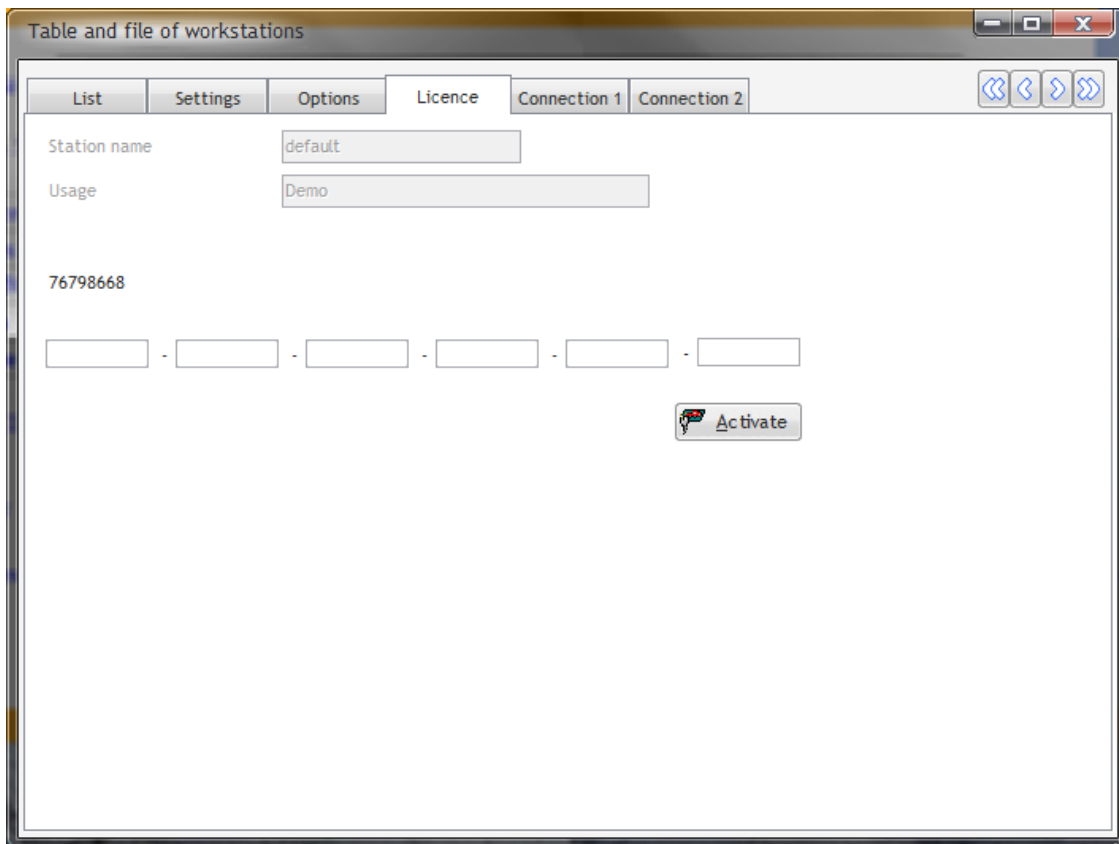 Table and file of workstations
List Settings Options Licence Connection 1 Connection 2
Station name default
Usage Demo
76798668
- - - - -
Activate